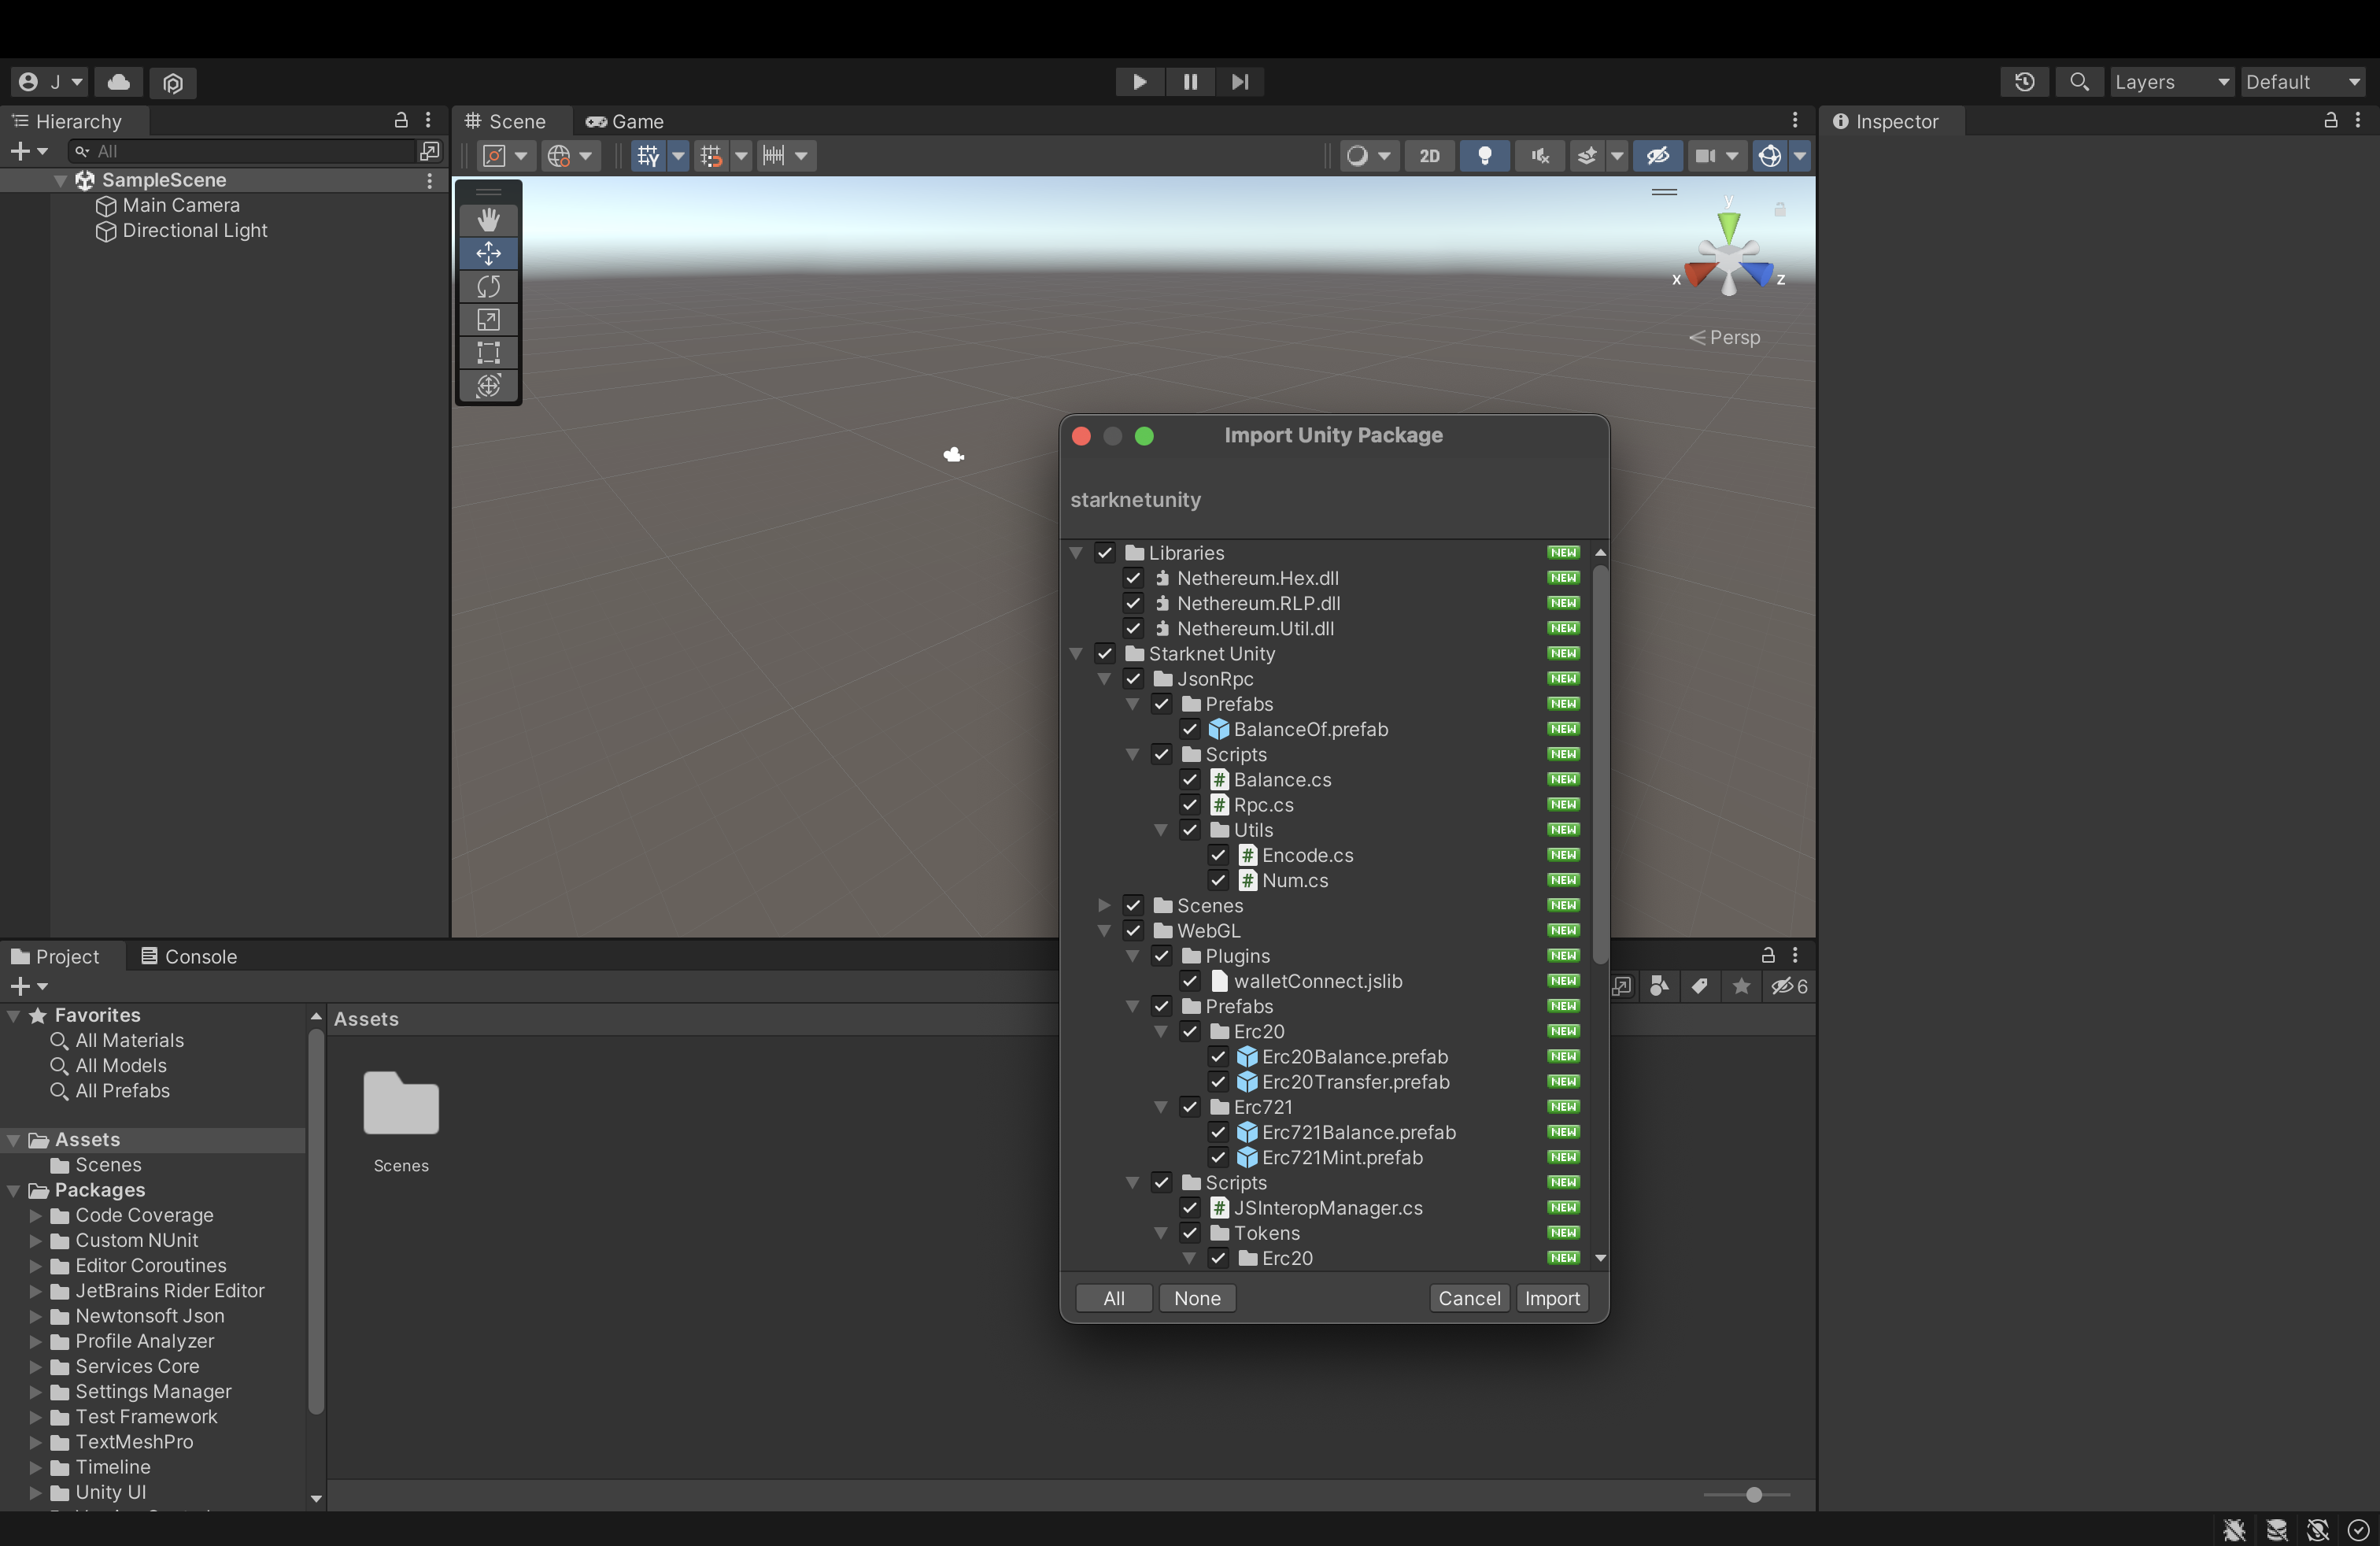 J
Layers
Default
Hierarchy
All
SampleScene
Main Camera
Directional Light
Scene
Game
2D
y
x
z
Persp
Inspector
Import Unity Package
starknetunity
Libraries NEW
Nethereum.Hex.dll NEW
Nethereum.RLP.dll NEW
Nethereum.Util.dll NEW
Starknet Unity NEW
JsonRpc NEW
Prefabs NEW
BalanceOf.prefab NEW
Scripts NEW
Balance.cs NEW
Rpc.cs NEW
Utils NEW
Encode.cs NEW
Num.cs NEW
Scenes NEW
WebGL NEW
Plugins NEW
walletConnect.jslib NEW
Prefabs NEW
Erc20 NEW
Erc20Balance.prefab NEW
Erc20Transfer.prefab NEW
Erc721 NEW
Erc721Balance.prefab NEW
Erc721Mint.prefab NEW
Scripts NEW
JSInteropManager.cs NEW
Tokens NEW
Erc20 NEW
All
None
Cancel
Import
Project
Console
6
Favorites
All Materials
All Models
All Prefabs
Assets
Scenes
Packages
Code Coverage
Custom NUnit
Editor Coroutines
JetBrains Rider Editor
Newtonsoft Json
Profile Analyzer
Services Core
Settings Manager
Test Framework
TextMeshPro
Timeline
Unity UI
Assets
Scenes